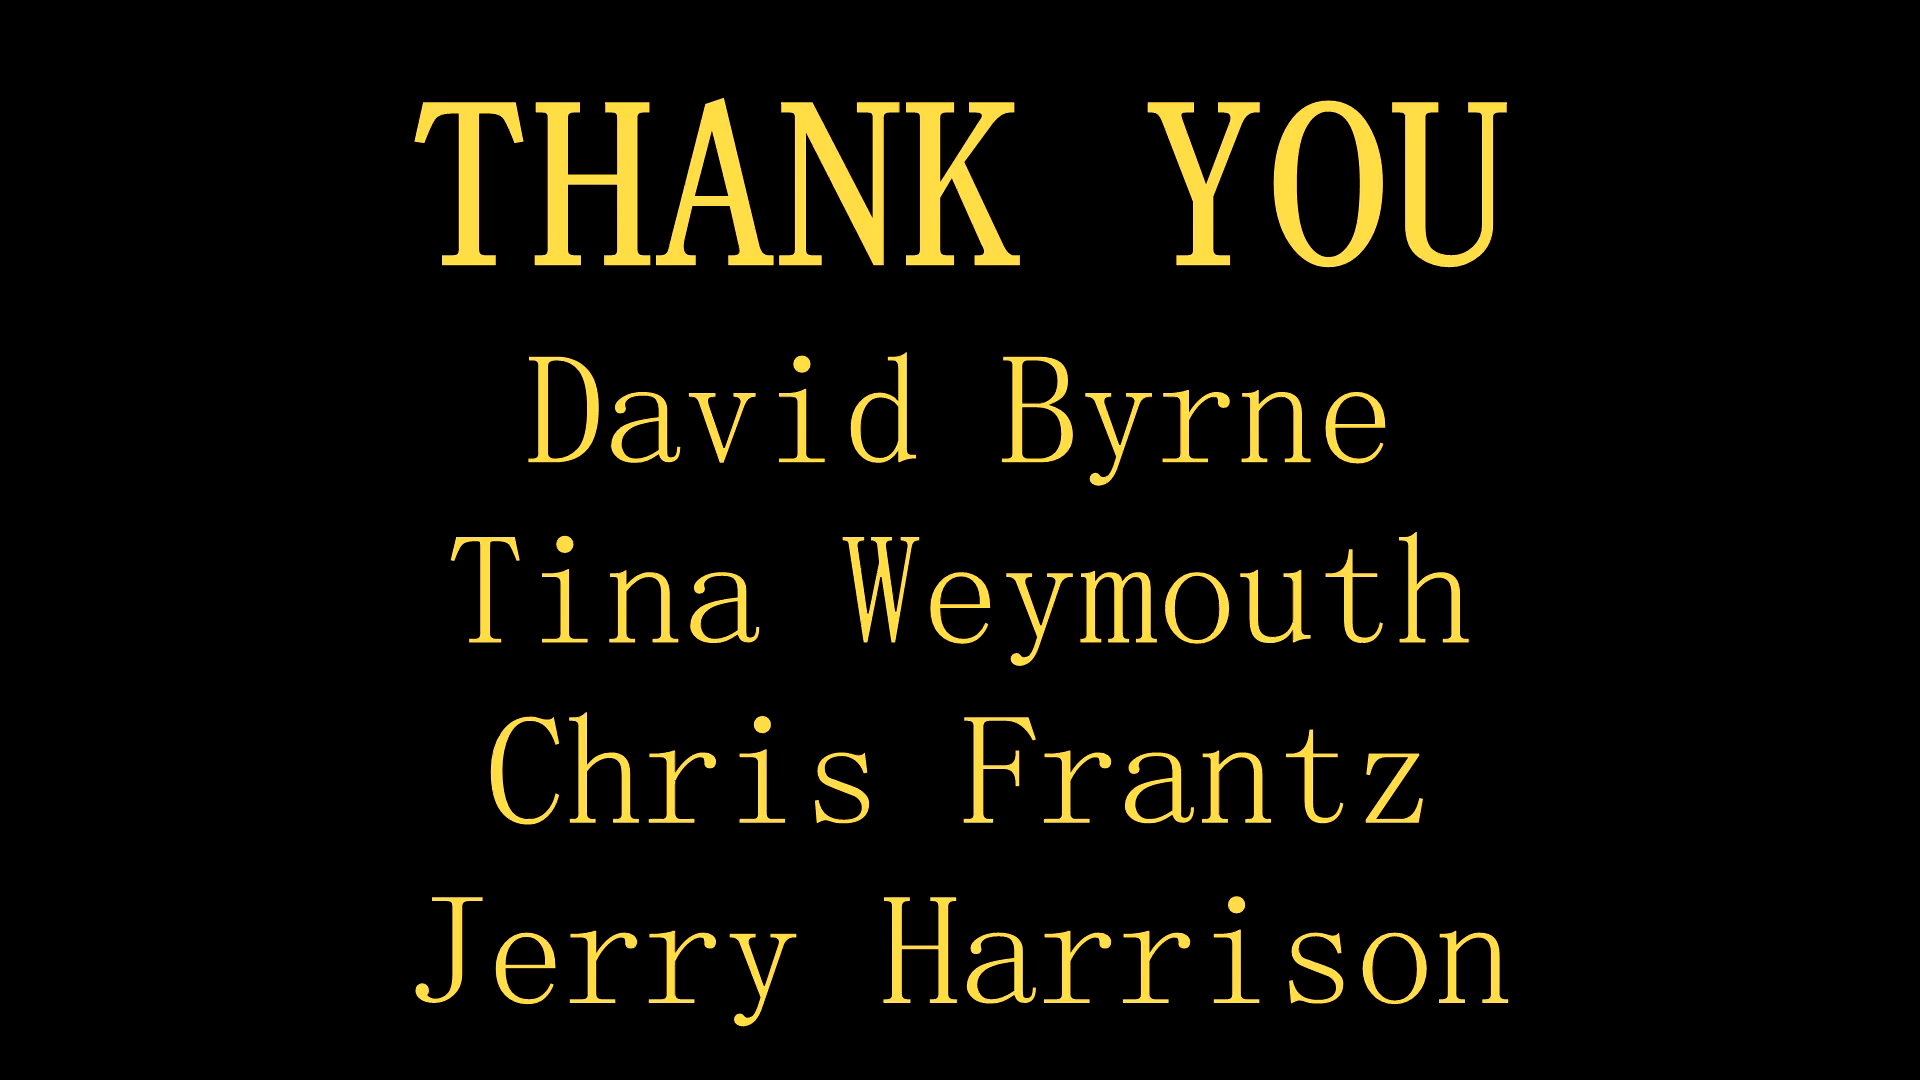 THANK YOU
David Byrne
Tina Weymouth
Chris Frantz
Jerry Harrison